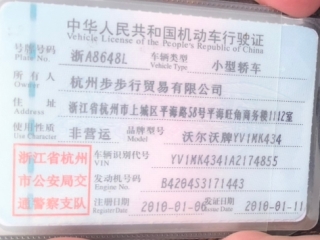 中华人民共和国机动车行驶证
Vehicle License of the People's Republic of China
号牌号码 浙A8648L 车辆类型 小型轿车
Plate No. Vehicle Type
所有人 杭州步步行贸易有限公司
Owner
住址 浙江省杭州市上城区平海路58号平海旺角商务楼1112室
Address
使用性质 非营运 品牌型号 沃尔沃牌YV1MK434
Use Character Model
浙江省杭州市公安局交通警察支队
车辆识别代号 YV1MK4341A2174855
VIN
发动机号码 B4204S3171443
Engine No.
注册日期 2010-01-06 发证日期 2010-01-11
Register Date Issue Date